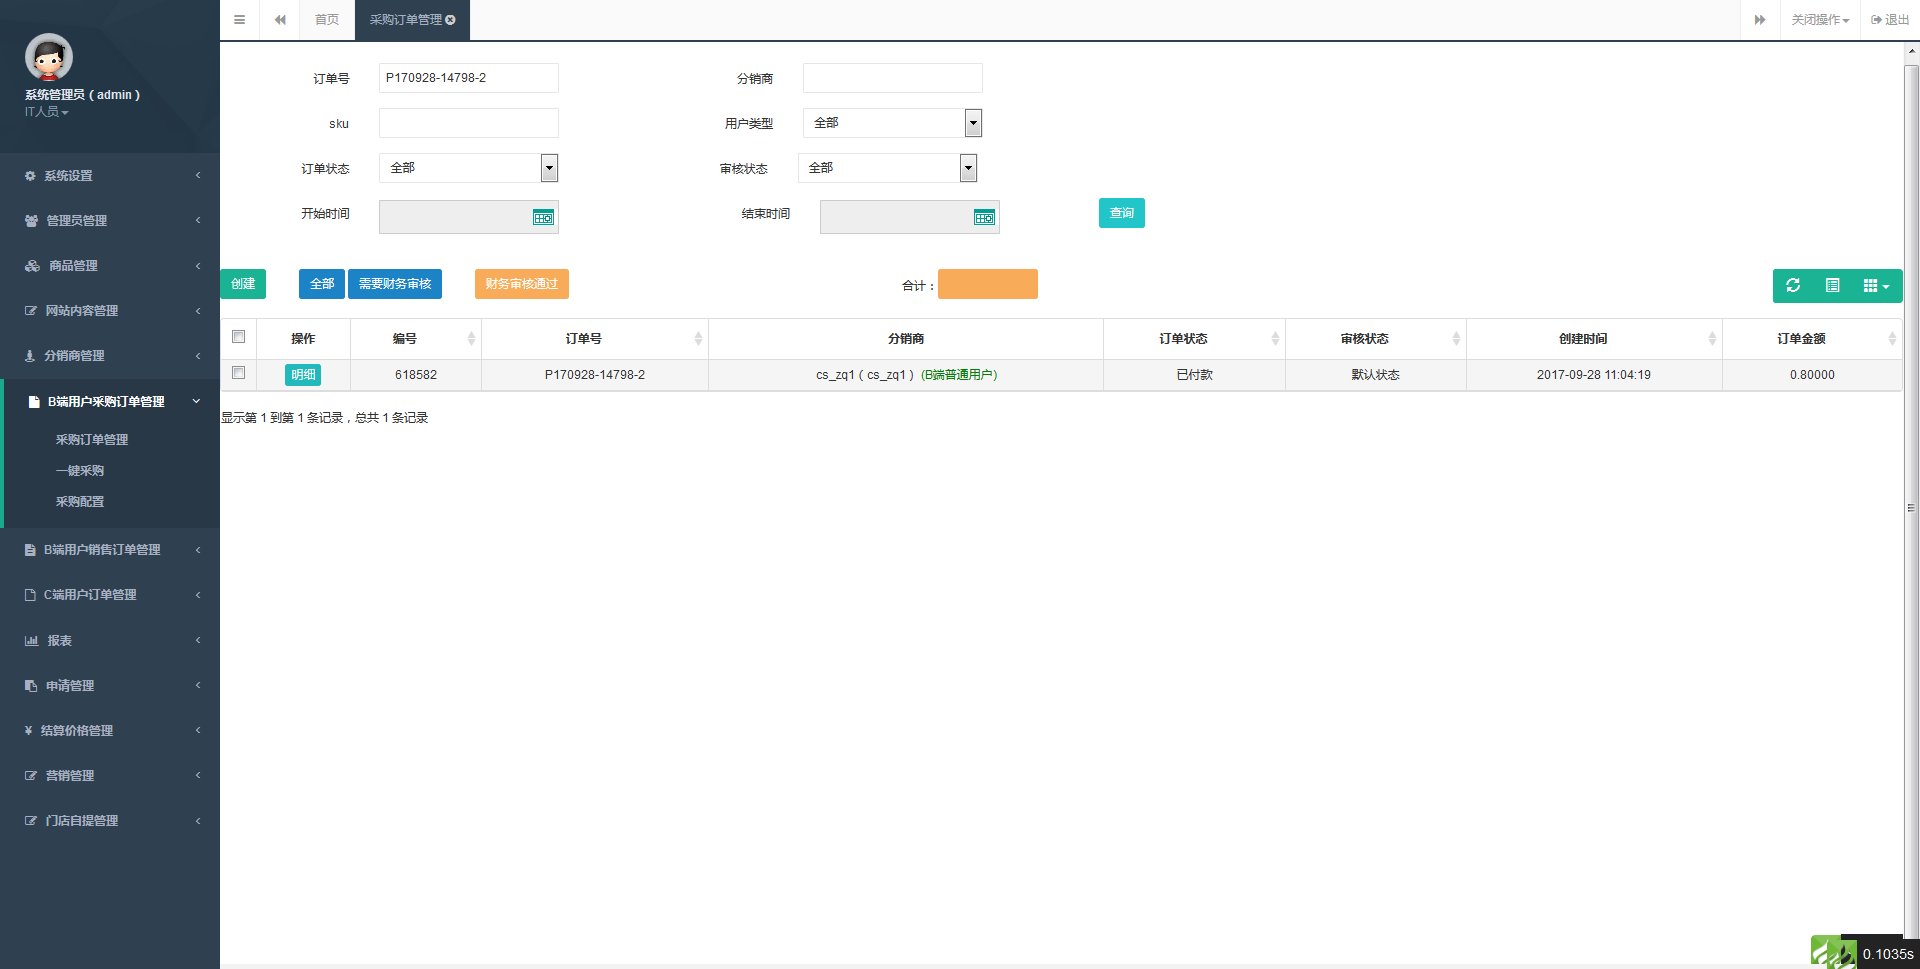 首页
采购订单管理
关闭操作
退出
系统管理员 ( admin )
IT人员
系统设置
管理员管理
商品管理
网站内容管理
分销商管理
B端用户采购订单管理
采购订单管理
一键采购
采购配置
B端用户销售订单管理
C端用户订单管理
报表
申请管理
结算价格管理
营销管理
门店自提管理
订单号 P170928-14798-2 分销商
sku 用户类型 全部
订单状态 全部 审核状态 全部
开始时间 结束时间 查询
创建 全部 需要财务审核 财务审核通过 合计：
操作 编号 订单号 分销商 订单状态 审核状态 创建时间 订单金额
明细 618582 P170928-14798-2 cs_zq1 ( cs_zq1 ) (B端普通用户) 已付款 默认状态 2017-09-28 11:04:19 0.80000
显示第 1 到第 1 条记录，总共 1 条记录
0.1035s